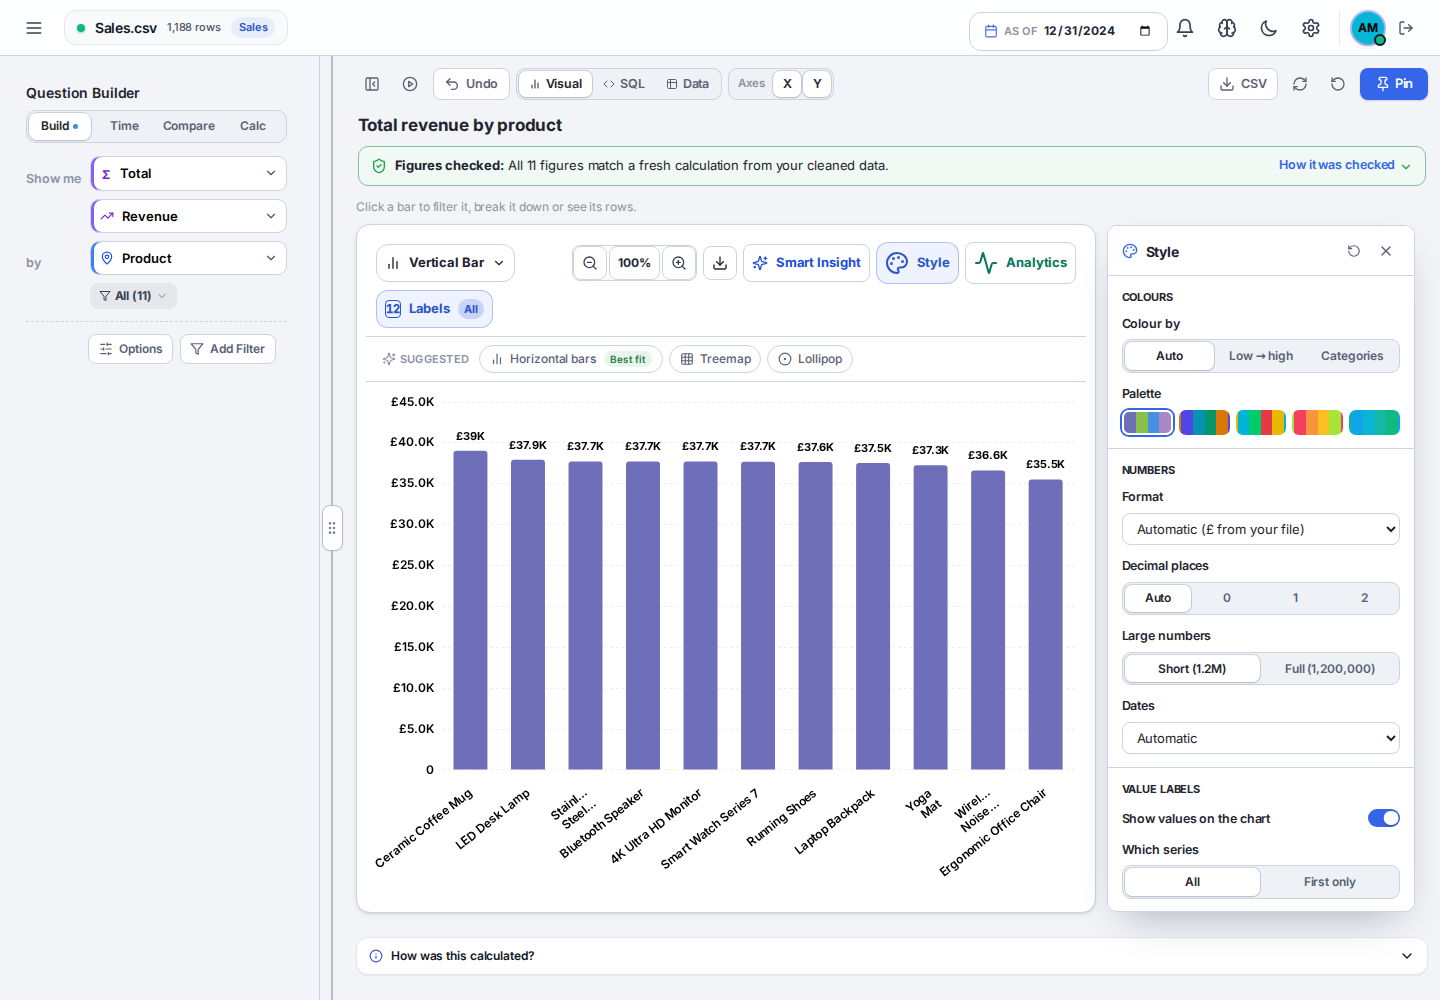 Sales.csv 1,188 rows Sales
AS OF 12/31/2024
AM
Question Builder
Build Time Compare Calc
Show me Total
Revenue
by Product
All (11)
Options Add Filter
Undo Visual SQL Data Axes X Y
CSV Pin
Total revenue by product
Figures checked: All 11 figures match a fresh calculation from your cleaned data. How it was checked
Click a bar to filter it, break it down or see its rows.
Vertical Bar 100% Smart Insight Style Analytics
12 Labels All
SUGGESTED Horizontal bars Best fit Treemap Lollipop
£45.0K
£40.0K
£35.0K
£30.0K
£25.0K
£20.0K
£15.0K
£10.0K
£5.0K
0
£39K £37.9K £37.7K £37.7K £37.7K £37.7K £37.6K £37.5K £37.3K £36.6K £35.5K
Ceramic Coffee Mug
LED Desk Lamp
Stainl...
Steel...
Bluetooth Speaker
4K Ultra HD Monitor
Smart Watch Series 7
Running Shoes
Laptop Backpack
Yoga
Mat
Wirel...
Noise...
Ergonomic Office Chair
Style
COLOURS
Colour by
Auto Low → high Categories
Palette
NUMBERS
Format
Automatic (£ from your file)
Decimal places
Auto 0 1 2
Large numbers
Short (1.2M) Full (1,200,000)
Dates
Automatic
VALUE LABELS
Show values on the chart
Which series
All First only
How was this calculated?